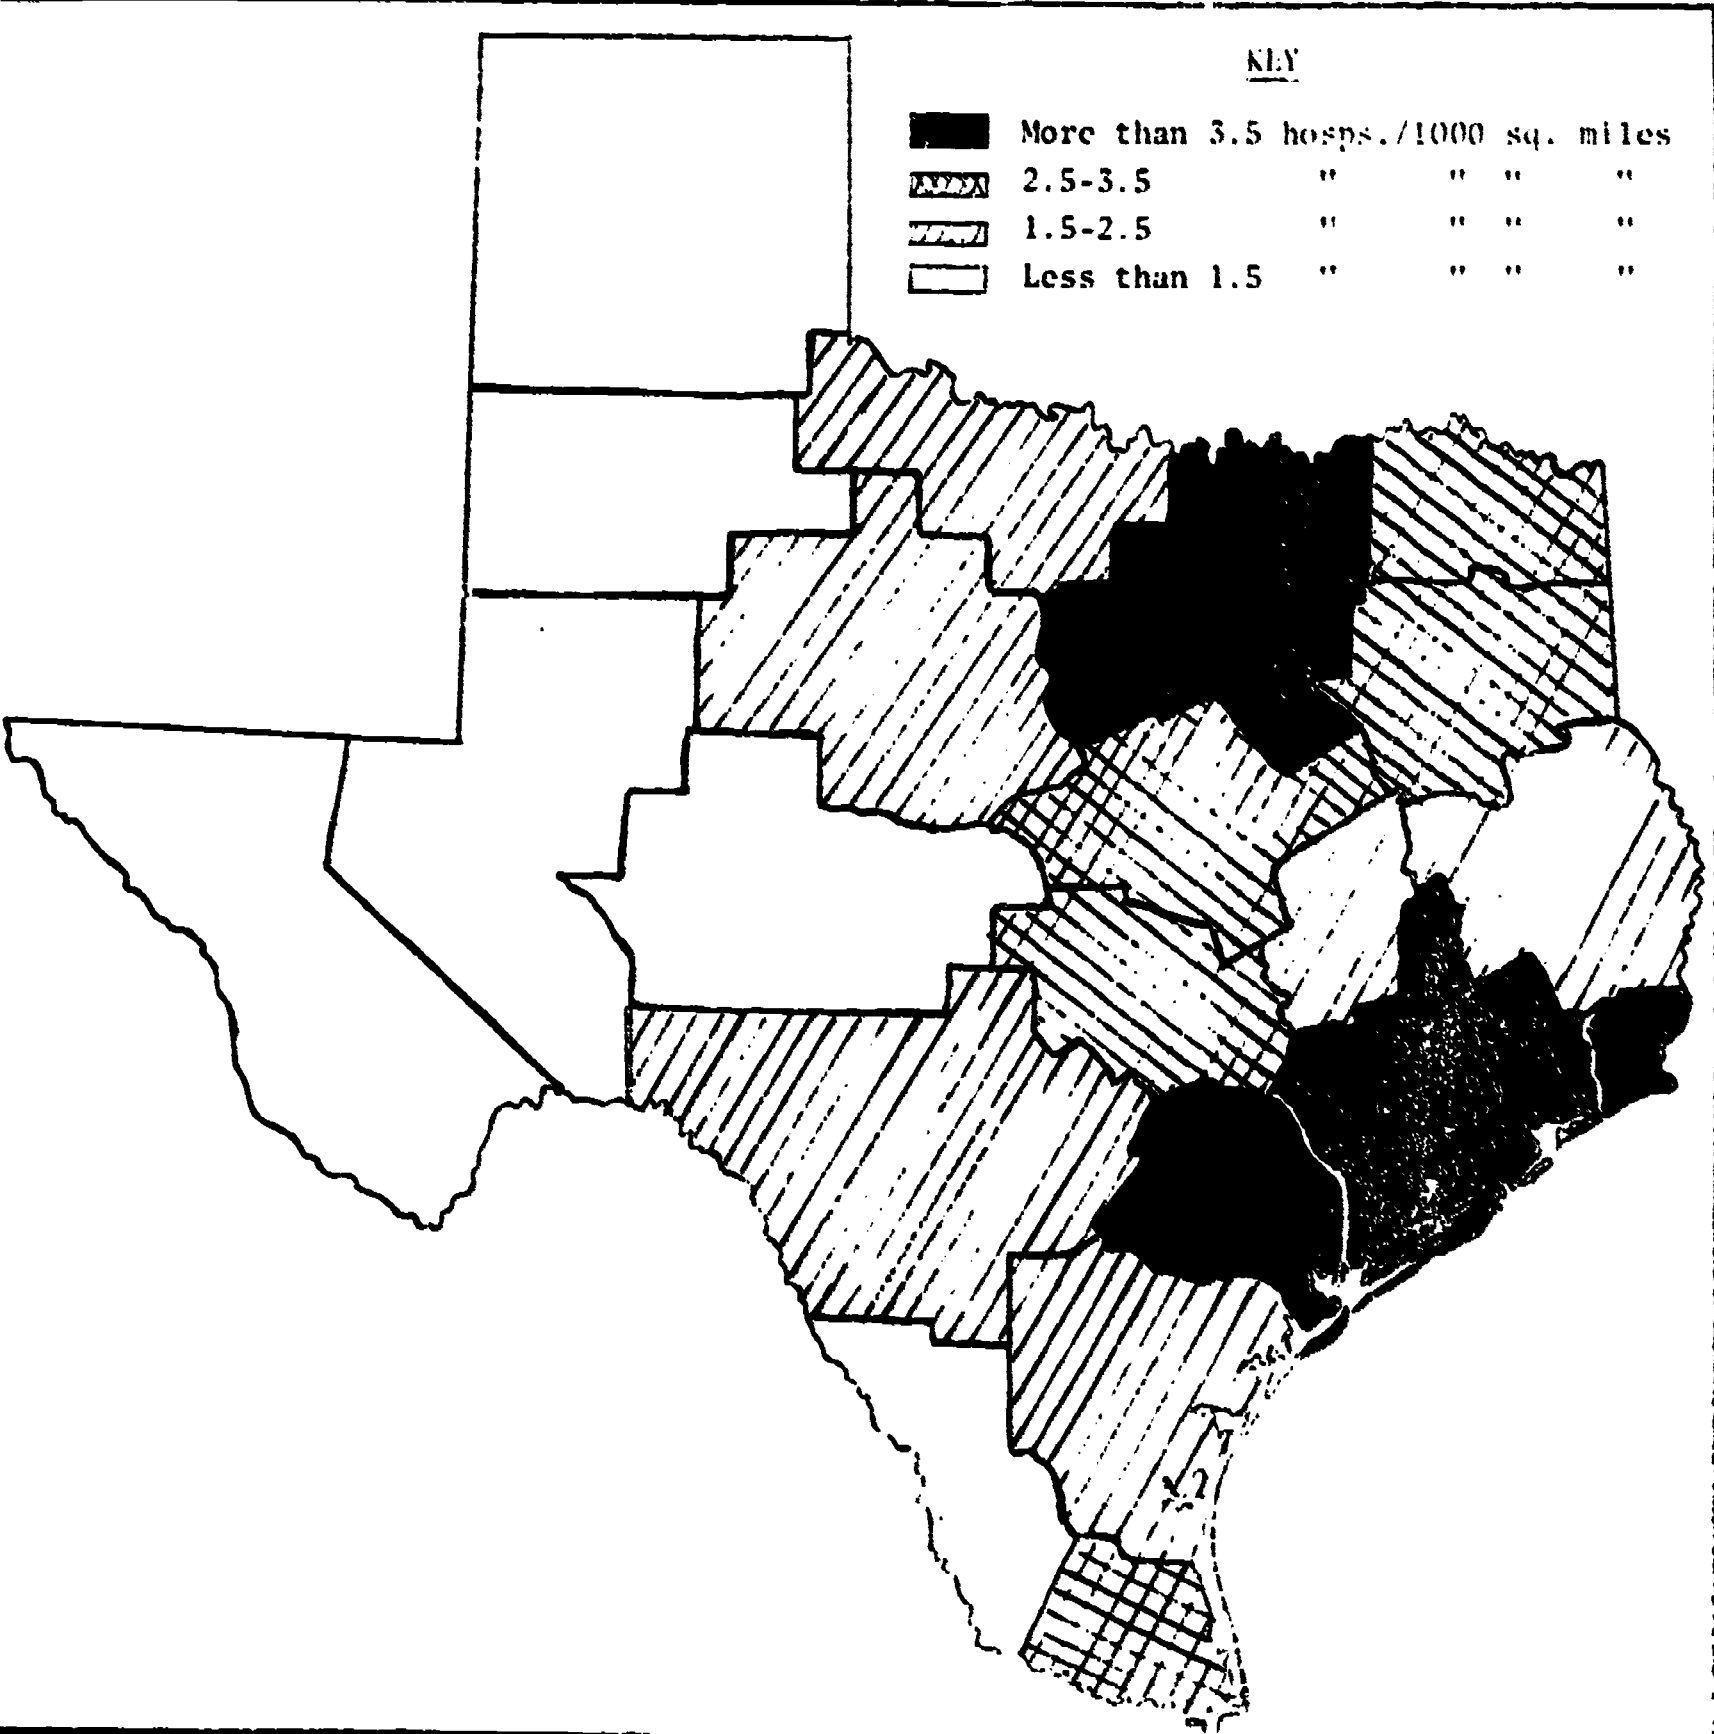 KEY
More than 3.5 hosps./1000 sq. miles
2.5-3.5 " " " "
1.5-2.5 " " " "
Less than 1.5 " " " "